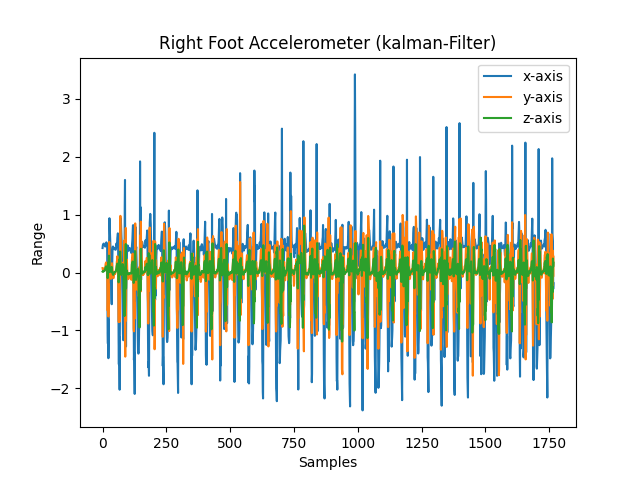 Right Foot Accelerometer (kalman-Filter)
x-axis
y-axis
z-axis
3
2
1
0
−1
−2
Range
0
250
500
750
1000
1250
1500
1750
Samples